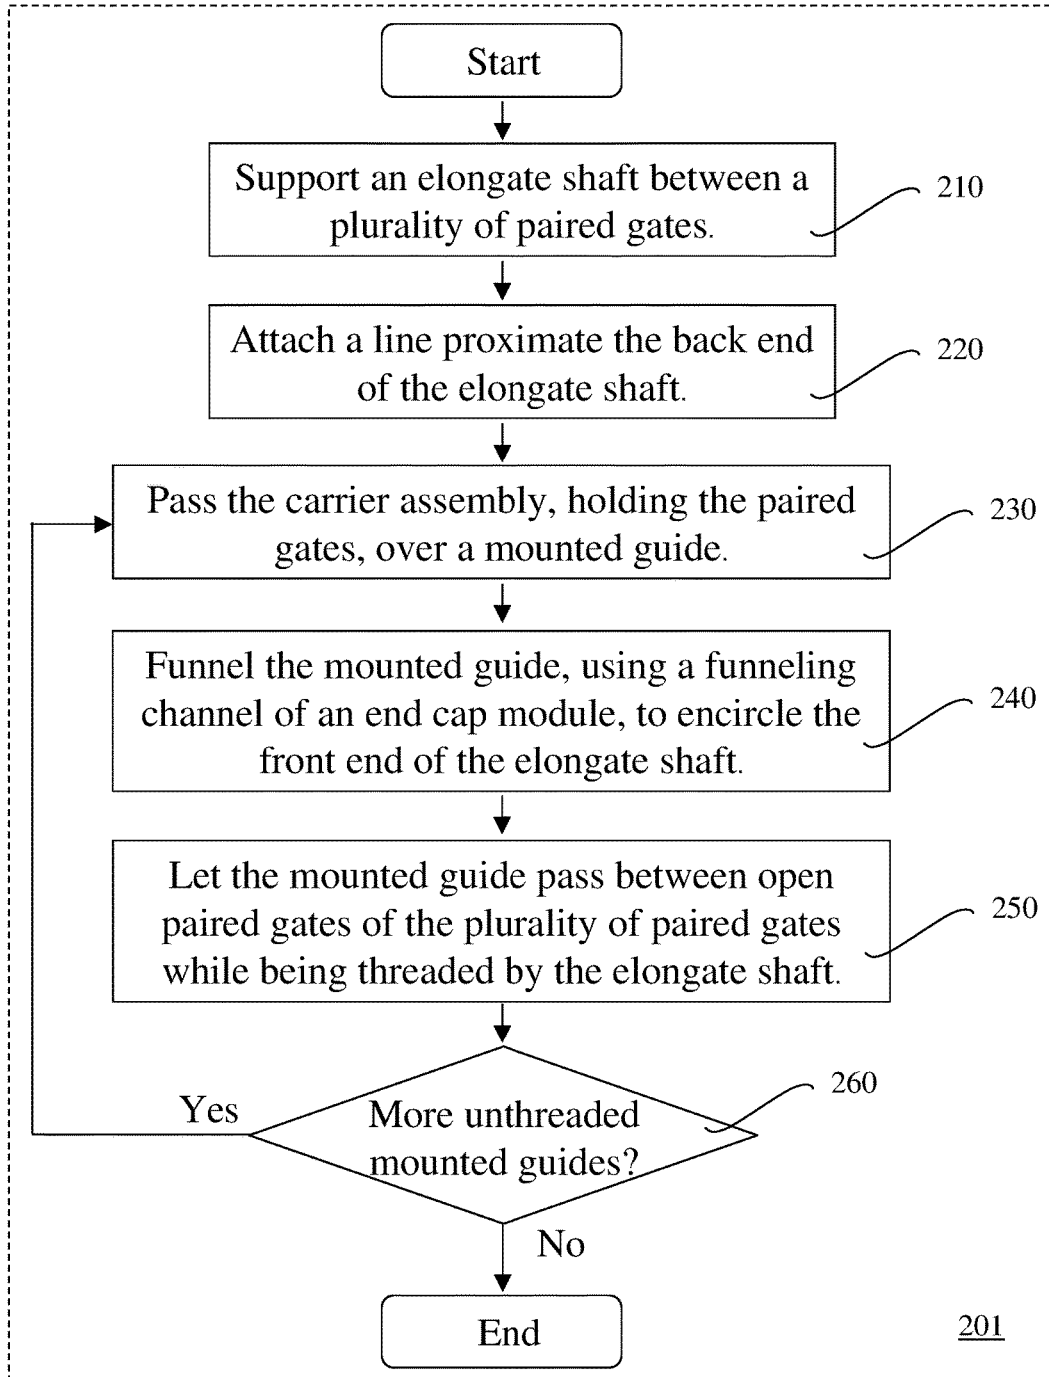 Start
Support an elongate shaft between a
plurality of paired gates.
210
Attach a line proximate the back end
of the elongate shaft.
220
Pass the carrier assembly, holding the paired
gates, over a mounted guide.
230
Funnel the mounted guide, using a funneling
channel of an end cap module, to encircle the
front end of the elongate shaft.
240
Let the mounted guide pass between open
paired gates of the plurality of paired gates
while being threaded by the elongate shaft.
250
More unthreaded
mounted guides?
260
Yes
No
End
201